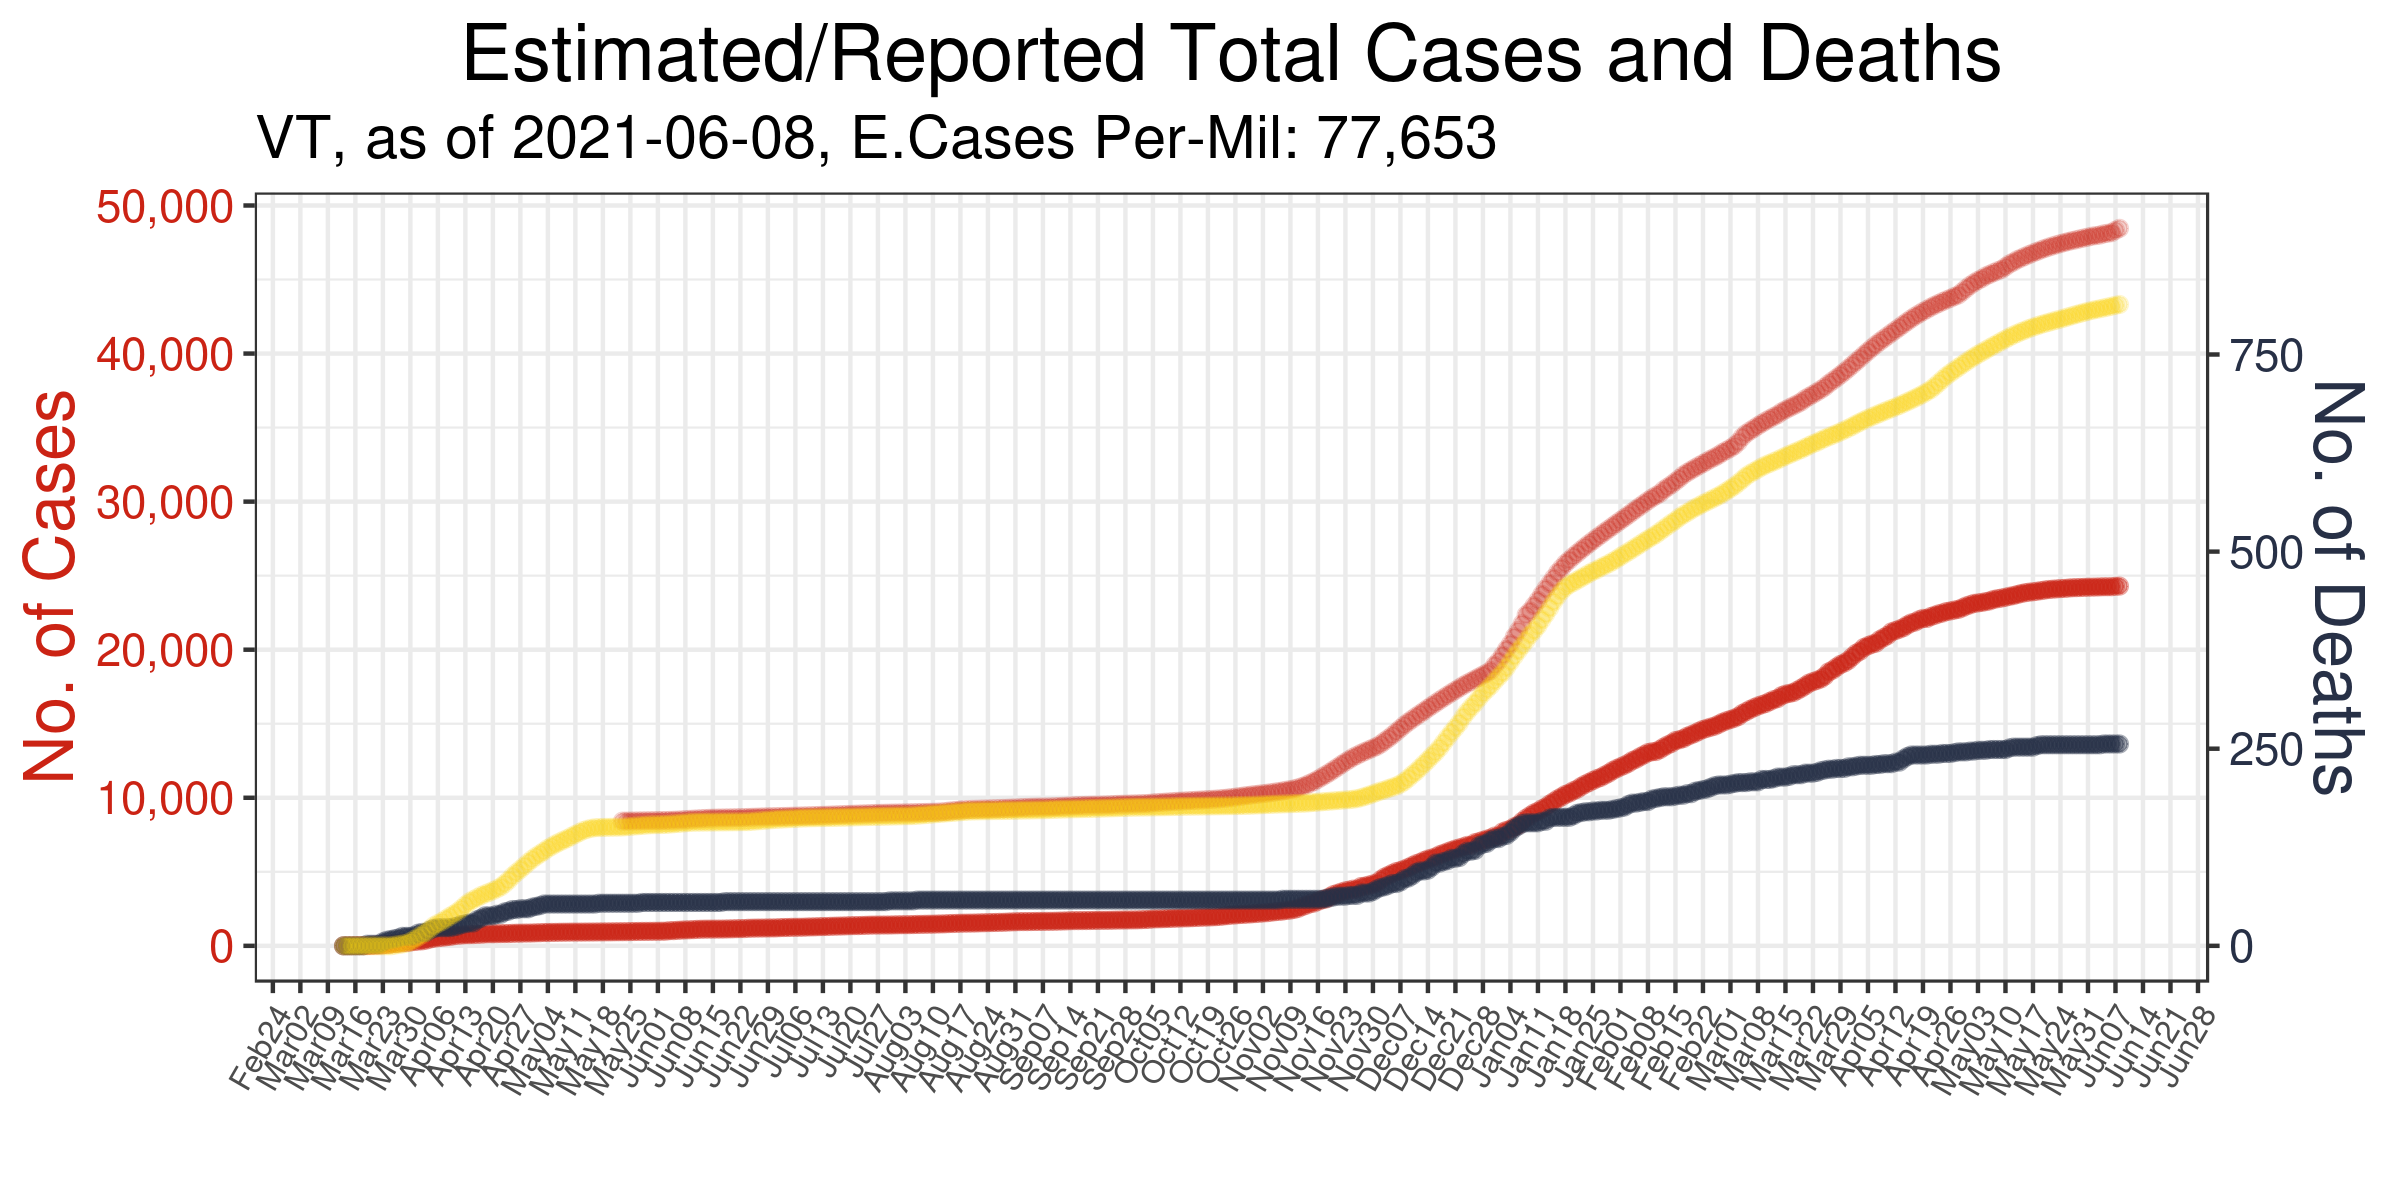 Estimated/Reported Total Cases and Deaths
VT, as of 2021-06-08, E.Cases Per-Mil: 77,653
No. of Cases
50,000
40,000
30,000
20,000
10,000
0
750
500
250
0
No. of Deaths
Feb24
Mar02
Mar09
Mar16
Mar23
Mar30
Apr06
Apr13
Apr20
Apr27
May04
May11
May18
May25
Jun01
Jun08
Jun15
Jun22
Jun29
Jul06
Jul13
Jul20
Jul27
Aug03
Aug10
Aug17
Aug24
Aug31
Sep07
Sep14
Sep21
Sep28
Oct05
Oct12
Oct19
Oct26
Nov02
Nov09
Nov16
Nov23
Nov30
Dec07
Dec14
Dec21
Dec28
Jan04
Jan11
Jan18
Jan25
Feb01
Feb08
Feb15
Feb22
Mar01
Mar08
Mar15
Mar22
Mar29
Apr05
Apr12
Apr19
Apr26
May03
May10
May17
May24
May31
Jun07
Jun14
Jun21
Jun28